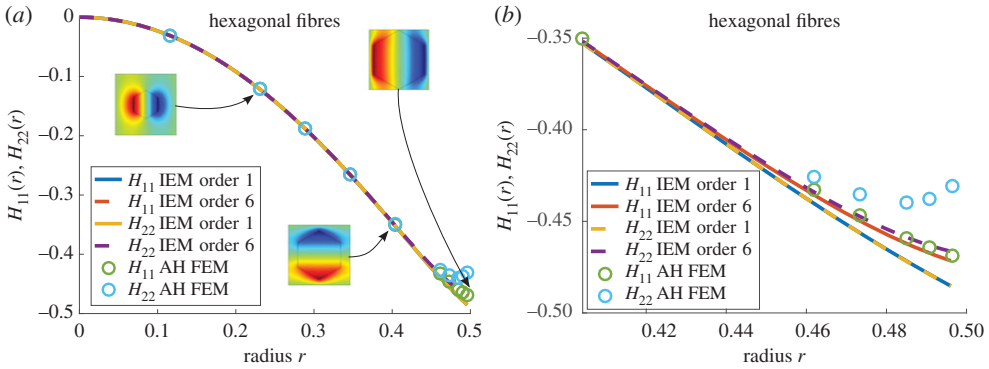 (a)
hexagonal fibres
0
−0.1
−0.2
−0.3
−0.4
−0.5
H11(r), H22(r)
H11 IEM order 1
H11 IEM order 6
H22 IEM order 1
H22 IEM order 6
H11 AH FEM
H22 AH FEM
0 0.1 0.2 0.3 0.4 0.5
radius r
(b)
hexagonal fibres
−0.35
−0.40
−0.45
−0.50
H11(r), H22(r)
H11 IEM order 1
H11 IEM order 6
H22 IEM order 1
H22 IEM order 6
H11 AH FEM
H22 AH FEM
0.42 0.44 0.46 0.48 0.50
radius r